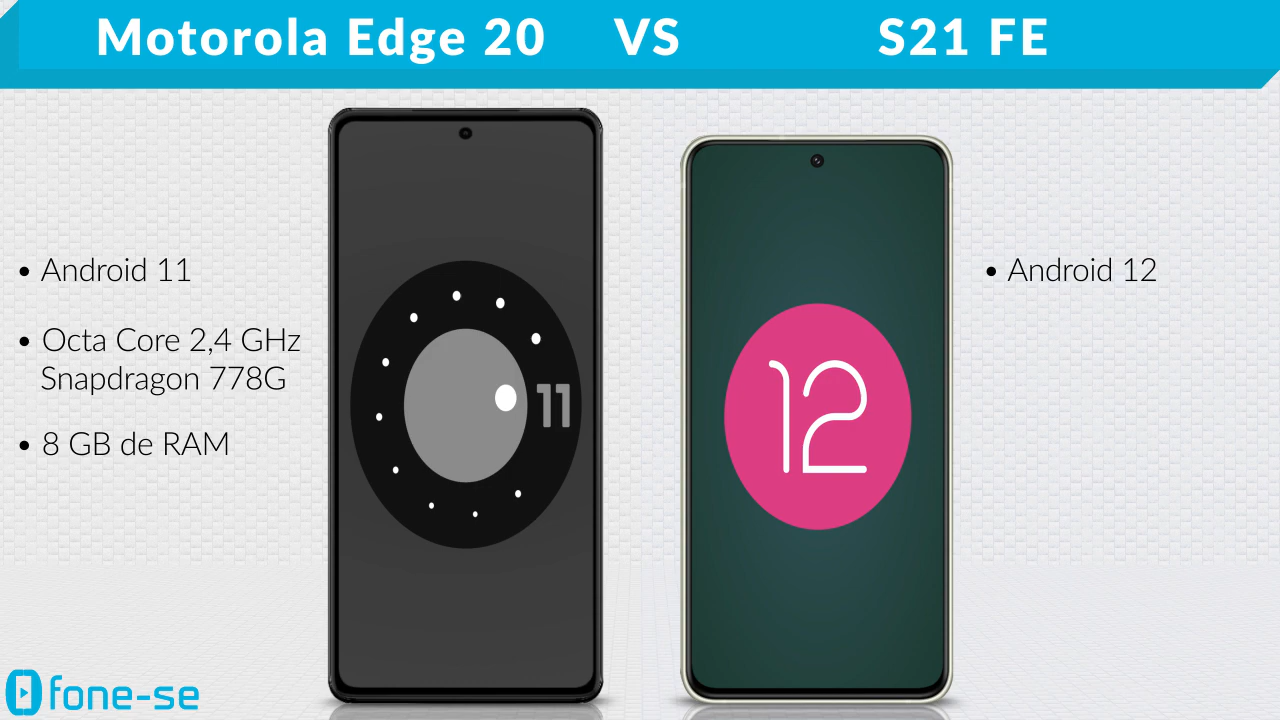 Motorola Edge 20 VS S21 FE
• Android 11
• Octa Core 2,4 GHz
Snapdragon 778G
• 8 GB de RAM
11
12
• Android 12
fone-se